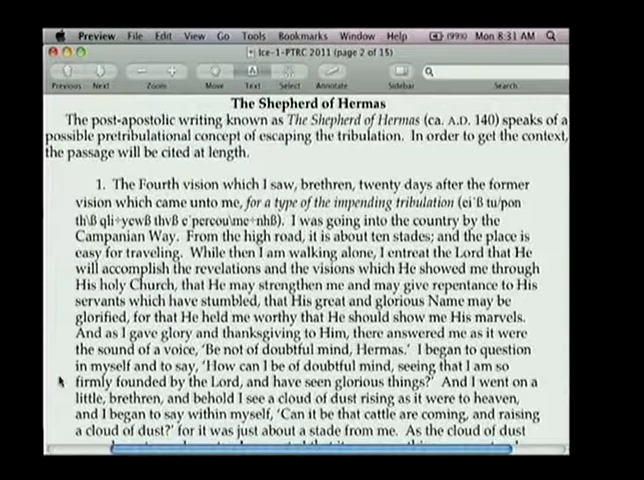 Preview File Edit View Go Tools Bookmarks Window Help (99%) Mon 8:31 AM
Ice-1-PTRC 2011 (page 2 of 15)
Previous Next Zoom Move Text Select Annotate Sidebar Search
The Shepherd of Hermas
The post-apostolic writing known as The Shepherd of Hermas (ca. A.D. 140) speaks of a
possible pretribulational concept of escaping the tribulation. In order to get the context,
the passage will be cited at length.
1. The Fourth vision which I saw, brethren, twenty days after the former
vision which came unto me, for a type of the impending tribulation (ei˙ß tu/pon
thvß qli÷yewß thvß e˙percou\me÷nhß). I was going into the country by the
Campanian Way. From the high road, it is about ten stades; and the place is
easy for traveling. While then I am walking alone, I entreat the Lord that He
will accomplish the revelations and the visions which He showed me through
His holy Church, that He may strengthen me and may give repentance to His
servants which have stumbled, that His great and glorious Name may be
glorified, for that He held me worthy that He should show me His marvels.
And as I gave glory and thanksgiving to Him, there answered me as it were
the sound of a voice, 'Be not of doubtful mind, Hermas.' I began to question
in myself and to say, 'How can I be of doubtful mind, seeing that I am so
firmly founded by the Lord, and have seen glorious things?' And I went on a
little, brethren, and behold I see a cloud of dust rising as it were to heaven,
and I began to say within myself, 'Can it be that cattle are coming, and raising
a cloud of dust?' for it was just about a stade from me. As the cloud of dust